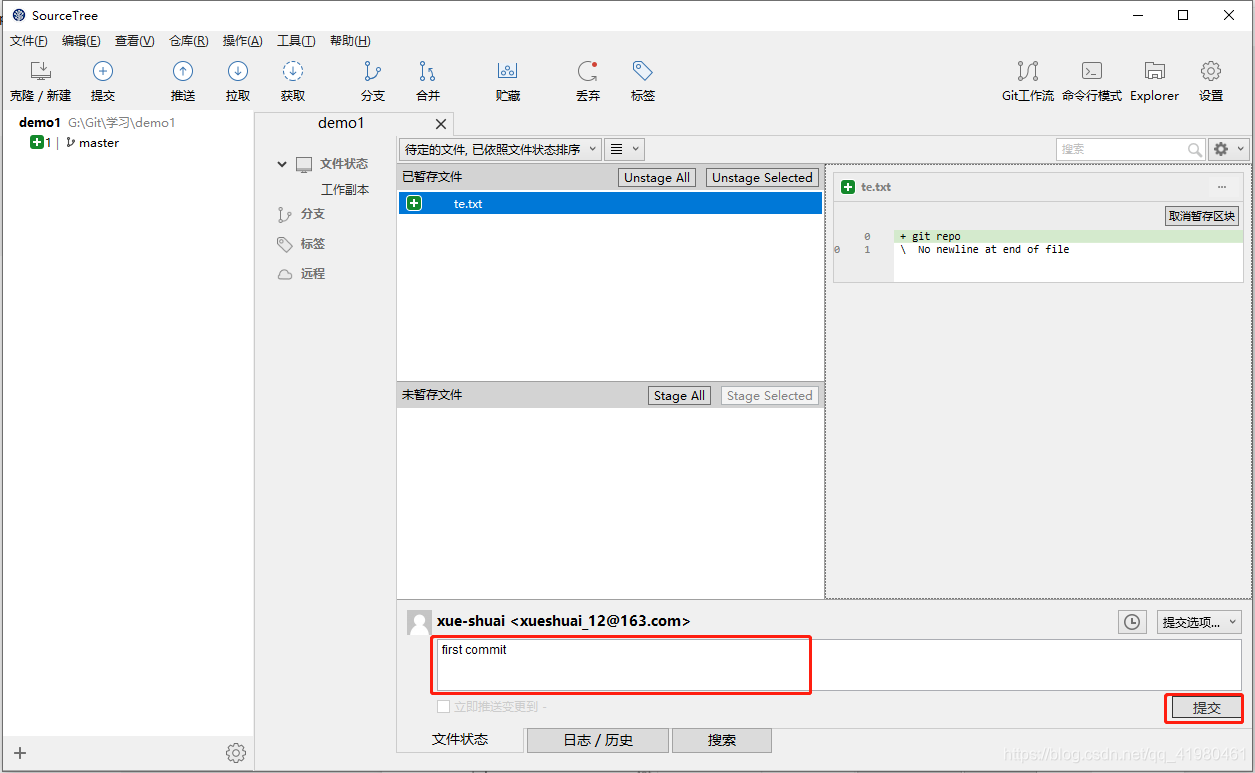 SourceTree
文件(F) 编辑(E) 查看(V) 仓库(R) 操作(A) 工具(T) 帮助(H)
克隆 / 新建 提交 推送 拉取 获取 分支 合并 贮藏 丢弃 标签 Git工作流 命令行模式 Explorer 设置
demo1 G:\Git\学习\demo1
1 master
demo1
文件状态
工作副本
分支
标签
远程
待定的文件, 已依照文件状态排序
搜索
已暂存文件 Unstage All Unstage Selected
te.txt
te.txt ...
取消暂存区块
0 + git repo
0 1 \ No newline at end of file
未暂存文件 Stage All Stage Selected
xue-shuai <xueshuai_12@163.com>
提交选项...
first commit
立即推送变更到 -
提交
文件状态 日志 / 历史 搜索
https://blog.csdn.net/qq_41980461